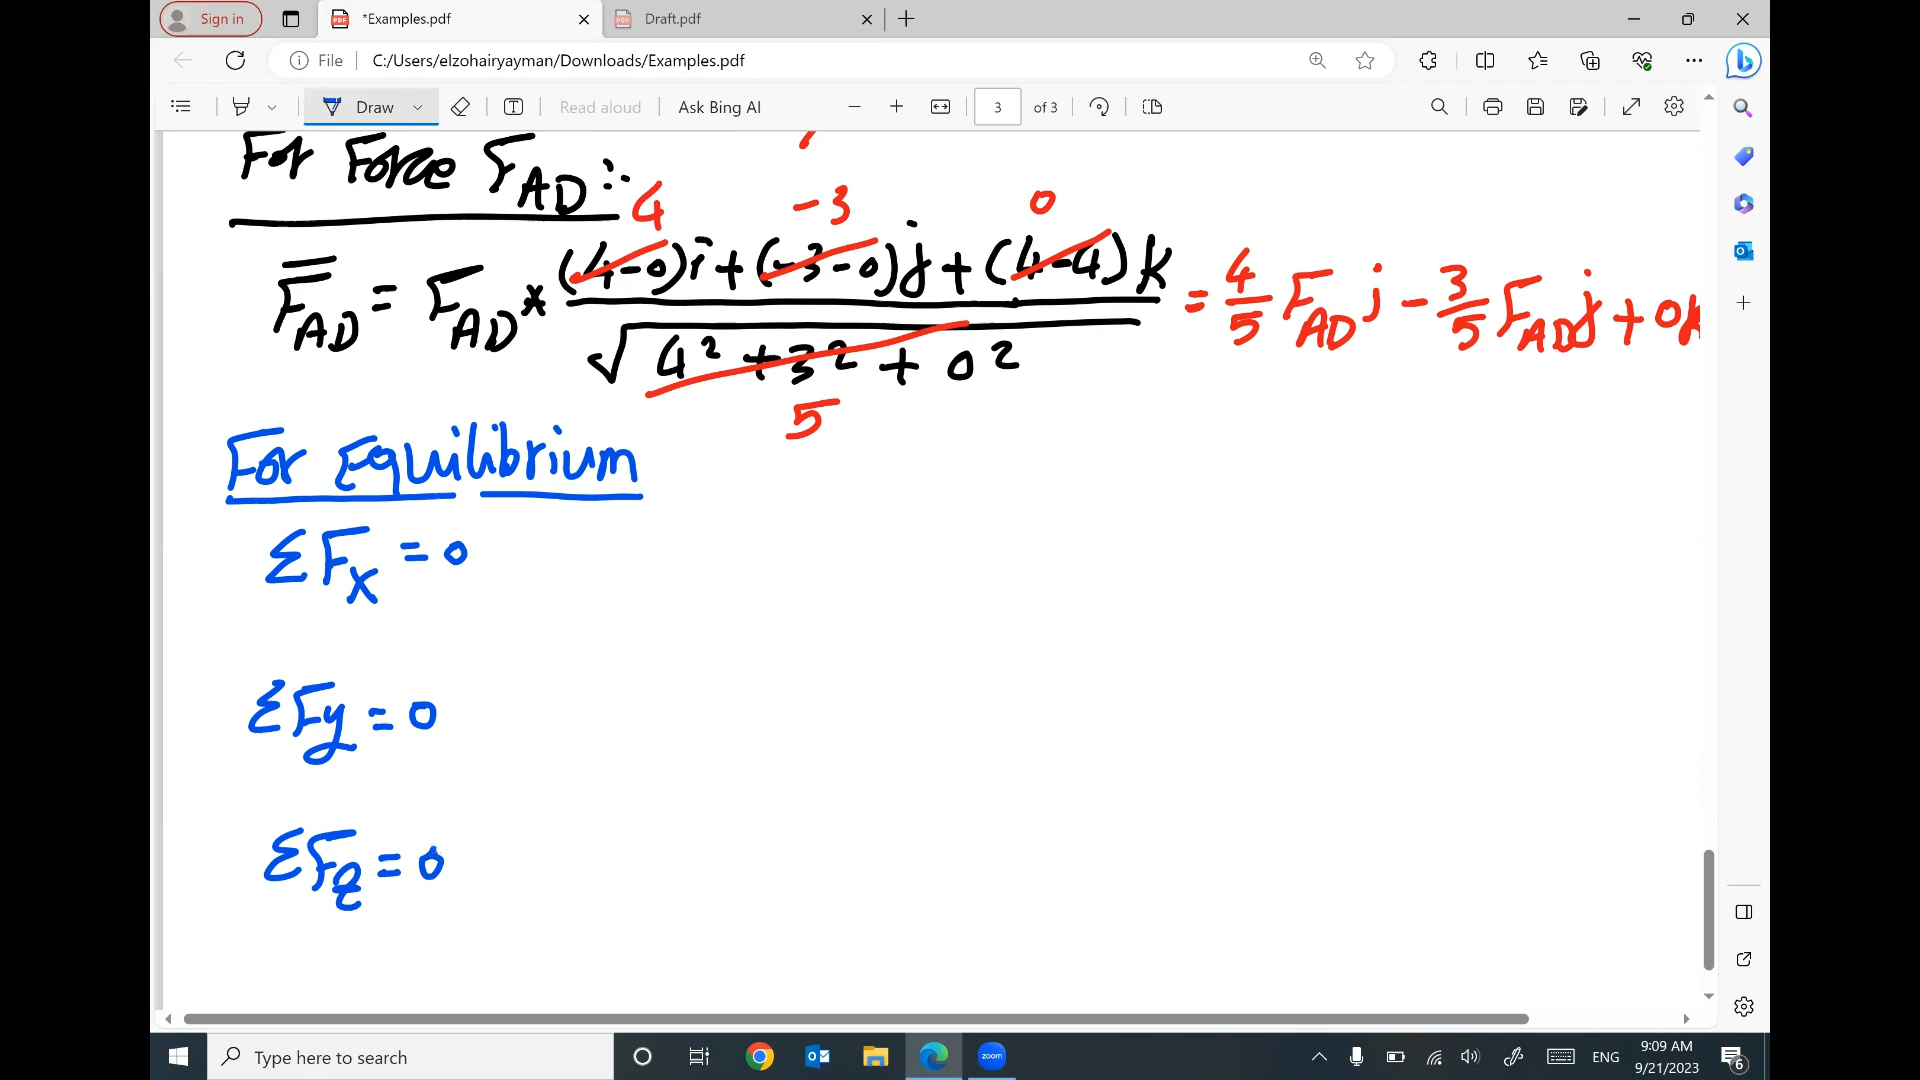 Sign in
*Examples.pdf
Draft.pdf
File
C:/Users/elzohairyayman/Downloads/Examples.pdf
Draw
Read aloud
Ask Bing AI
3 of 3
For Force F_AD :-
4 -3 0
F_AD = F_AD * (4-0)i + (-3-0)j + (4-4)k = 4/5 F_AD i - 3/5 F_AD j + 0k
√ 4² + 3² + 0²
5
For Equilibrium
ΣFx = 0
ΣFy = 0
ΣFz = 0
Type here to search
zoom
ENG
9:09 AM
9/21/2023
6